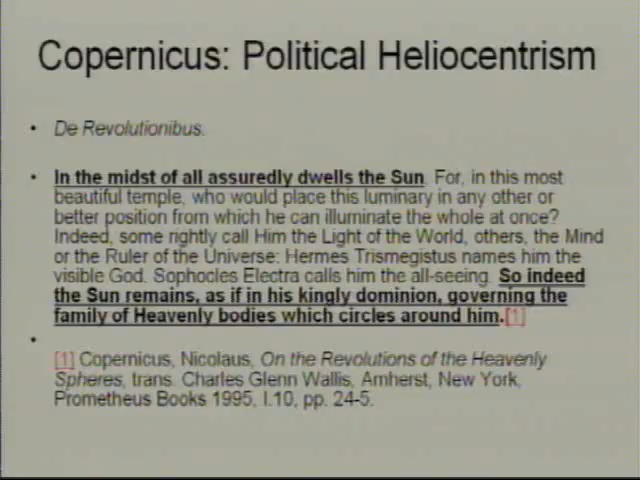 Copernicus: Political Heliocentrism
• De Revolutionibus.
• In the midst of all assuredly dwells the Sun. For, in this most
beautiful temple, who would place this luminary in any other or
better position from which he can illuminate the whole at once?
Indeed, some rightly call Him the Light of the World, others, the Mind
or the Ruler of the Universe: Hermes Trismegistus names him the
visible God. Sophocles Electra calls him the all-seeing. So indeed
the Sun remains, as if in his kingly dominion, governing the
family of Heavenly bodies which circles around him.[1]
•
[1] Copernicus, Nicolaus, On the Revolutions of the Heavenly
Spheres, trans. Charles Glenn Wallis, Amherst, New York,
Prometheus Books 1995, I.10, pp. 24-5.